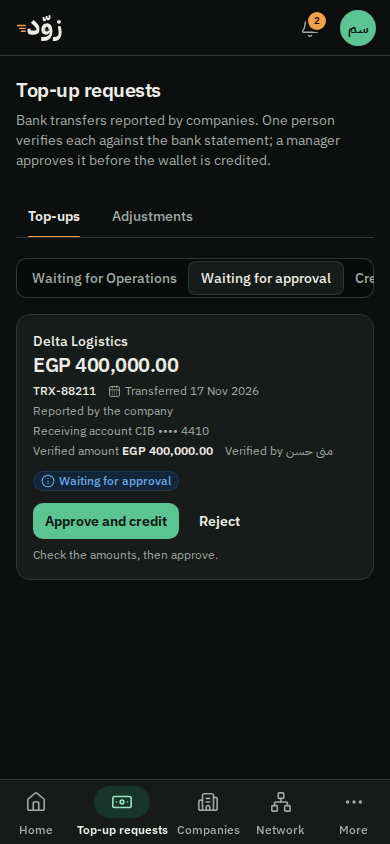 زوّد
2
سم
Top-up requests
Bank transfers reported by companies. One person
verifies each against the bank statement; a manager
approves it before the wallet is credited.
Top-ups Adjustments
Waiting for Operations Waiting for approval Cre
Delta Logistics
EGP 400,000.00
TRX-88211 Transferred 17 Nov 2026
Reported by the company
Receiving account CIB •••• 4410
Verified amount EGP 400,000.00 Verified by منى حسن
Waiting for approval
Approve and credit Reject
Check the amounts, then approve.
Home Top-up requests Companies Network More